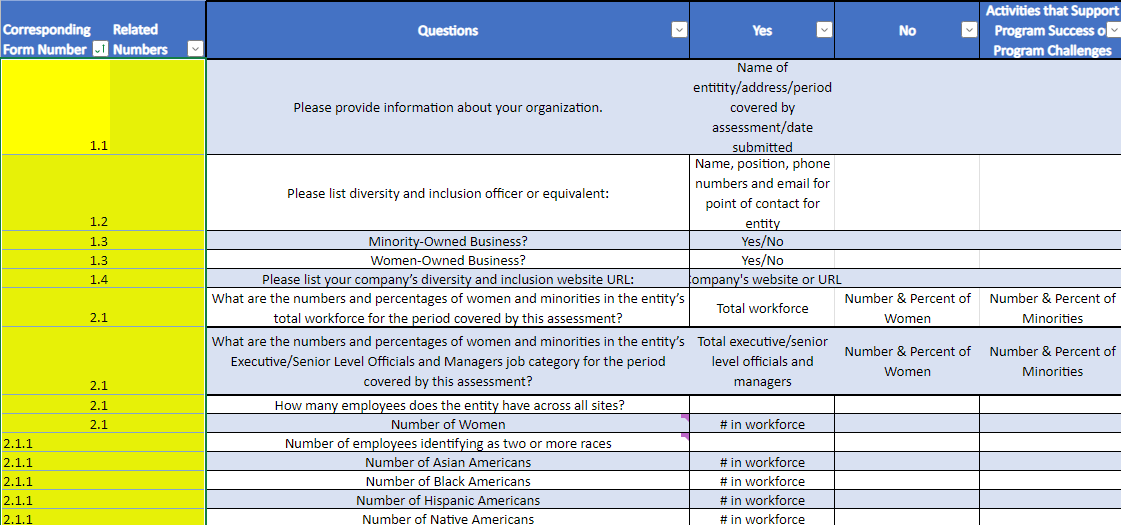 Corresponding Form Number
Related Numbers
Questions
Yes
No
Activities that Support
Program Success o
Program Challenges
Please provide information about your organization.
Name of
entitity/address/period
covered by
assessment/date
submitted
1.1
Please list diversity and inclusion officer or equivalent:
Name, position, phone
numbers and email for
point of contact for
entity
1.2
1.3 Minority-Owned Business? Yes/No
1.3 Women-Owned Business? Yes/No
1.4 Please list your company's diversity and inclusion website URL: ompany's website or URL
What are the numbers and percentages of women and minorities in the entity's
total workforce for the period covered by this assessment?
Total workforce
Number & Percent of
Women
Number & Percent of
Minorities
2.1
What are the numbers and percentages of women and minorities in the entity's
Executive/Senior Level Officials and Managers job category for the period
covered by this assessment?
Total executive/senior
level officials and
managers
Number & Percent of
Women
Number & Percent of
Minorities
2.1
2.1 How many employees does the entity have across all sites?
2.1 Number of Women # in workforce
2.1.1 Number of employees identifying as two or more races
2.1.1 Number of Asian Americans # in workforce
2.1.1 Number of Black Americans # in workforce
2.1.1 Number of Hispanic Americans # in workforce
2.1.1 Number of Native Americans # in workforce